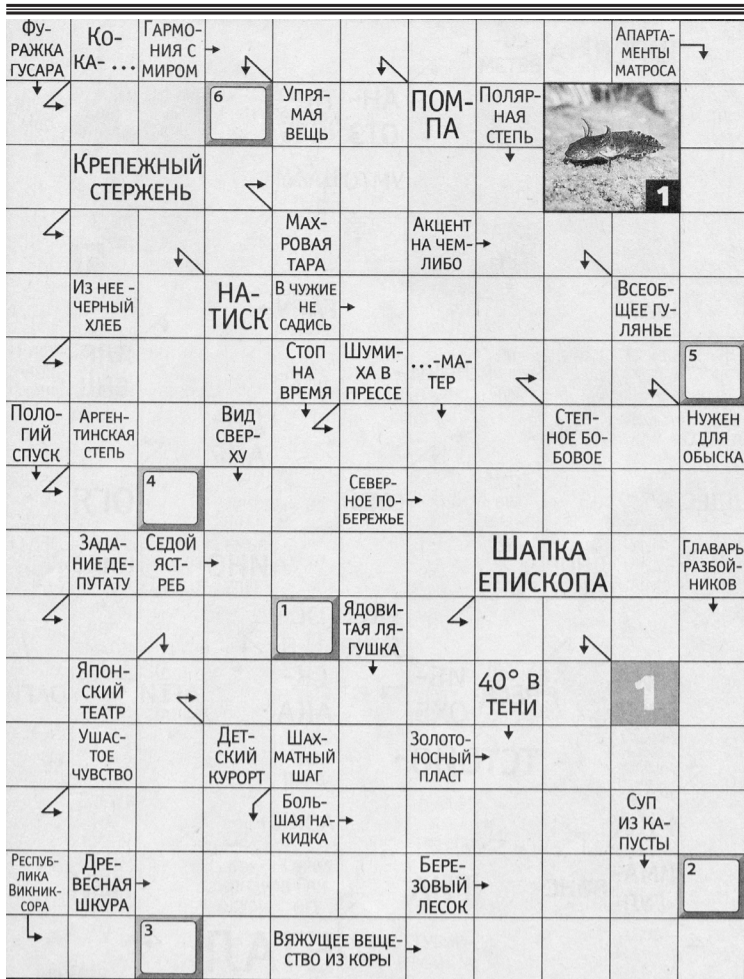 ФУ-
РАЖКА
ГУСАРА
КО-
КА-....
ГАРМО-
НИЯ С
МИРОМ
АПАРТА-
МЕНТЫ
МАТРОСА
6
УПРЯ-
МАЯ
ВЕЩЬ
ПОМ-
ПА
ПОЛЯР-
НАЯ
СТЕПЬ
1
КРЕПЕЖНЫЙ
СТЕРЖЕНЬ
МАХ-
РОВАЯ
ТАРА
АКЦЕНТ
НА ЧЕМ-
ЛИБО
ИЗ НЕЕ -
ЧЕРНЫЙ
ХЛЕБ
НА-
ТИСК
В ЧУЖИЕ
НЕ
САДИСЬ
ВСЕОБ-
ЩЕЕ ГУ-
ЛЯНЬЕ
СТОП
НА
ВРЕМЯ
ШУМИ-
ХА В
ПРЕССЕ
....-МА-
ТЕР
5
ПОЛО-
ГИЙ
СПУСК
АРГЕН-
ТИНСКАЯ
СТЕПЬ
ВИД
СВЕР-
ХУ
СТЕП-
НОЕ БО-
БОВОЕ
НУЖЕН
ДЛЯ
ОБЫСКА
4
СЕВЕР-
НОЕ ПО-
БЕРЕЖЬЕ
ЗАДА-
НИЕ ДЕ-
ПУТАТУ
СЕДОЙ
ЯСТ-
РЕБ
ШАПКА
ЕПИСКОПА
ГЛАВАРЬ
РАЗБОЙ-
НИКОВ
1
ЯДОВИ-
ТАЯ ЛЯ-
ГУШКА
ЯПОН-
СКИЙ
ТЕАТР
40° В
ТЕНИ
1
УШАС-
ТОЕ
ЧУВСТВО
ДЕТ-
СКИЙ
КУРОРТ
ШАХ-
МАТНЫЙ
ШАГ
ЗОЛОТО-
НОСНЫЙ
ПЛАСТ
БОЛЬ-
ШАЯ НА-
КИДКА
СУП
ИЗ КА-
ПУСТЫ
РЕСПУБ-
ЛИКА
ВИКНИК-
СОРА
ДРЕ-
ВЕСНАЯ
ШКУРА
БЕРЕ-
ЗОВЫЙ
ЛЕСОК
2
3
ВЯЖУЩЕЕ ВЕЩЕ-
СТВО ИЗ КОРЫ